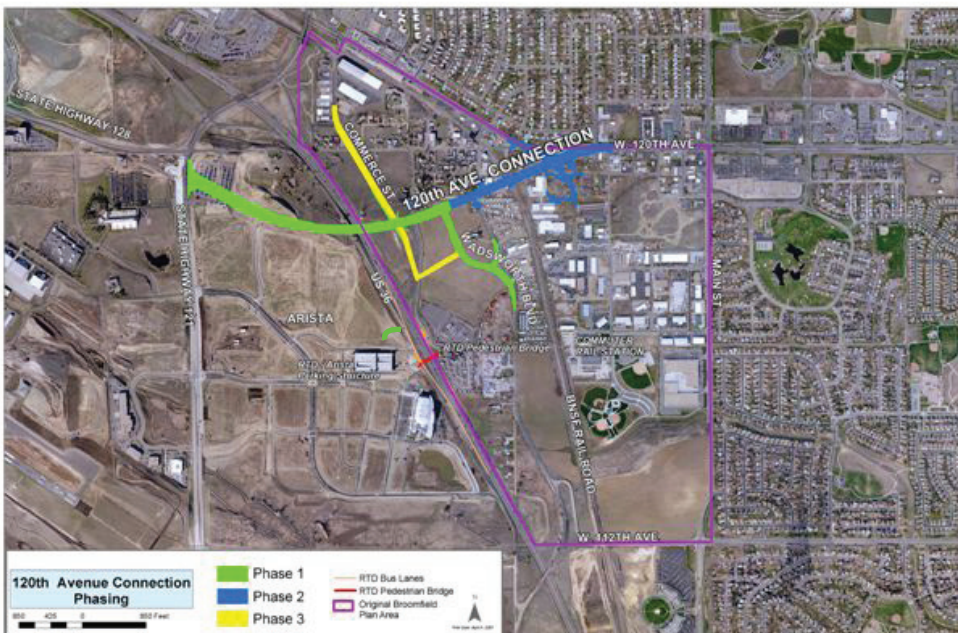 STATE HIGHWAY 128
COMMERCE ST
120th AVE. CONNECTION
W. 120TH AVE
STATE HIGHWAY 121
WADSWORTH BLVD
US 36
MAIN ST
ARISTA
RTD Pedestrian Bridge
COMMUTER
RAIL STATION
RTD / Arista
Parking Structure
BNSF RAIL ROAD
W. 112TH AVE
120th Avenue Connection
Phasing
850 425 0 850 Feet
Phase 1
Phase 2
Phase 3
RTD Bus Lanes
RTD Pedestrian Bridge
Original Broomfield
Plan Area
N